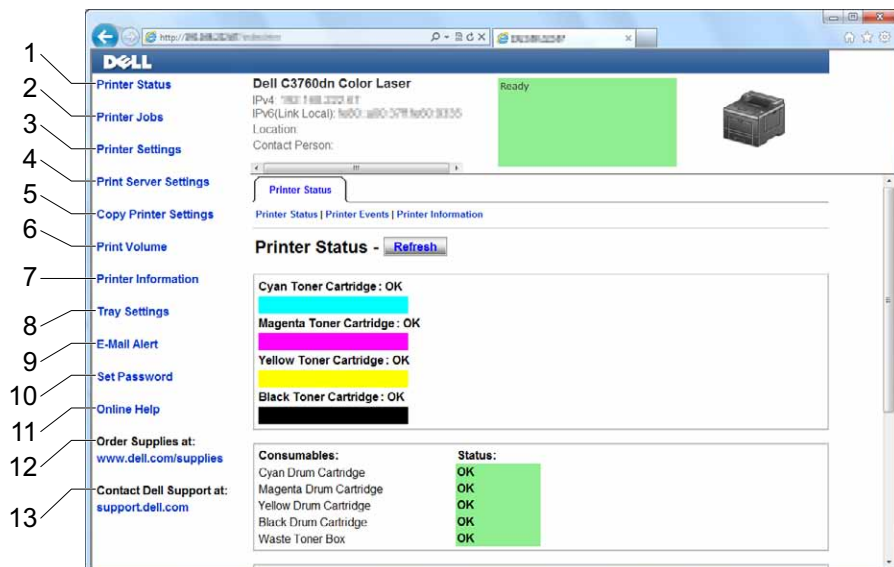 http://
DELL
1
Printer Status
2
Printer Jobs
3
Printer Settings
4
Print Server Settings
5
Copy Printer Settings
6
Print Volume
7
Printer Information
8
Tray Settings
9
E-Mail Alert
10
Set Password
11
Online Help
12
Order Supplies at:
www.dell.com/supplies
13
Contact Dell Support at:
support.dell.com
Dell C3760dn Color Laser
IPv4:
IPv6(Link Local):
Location:
Contact Person:
Ready
Printer Status
Printer Status | Printer Events | Printer Information
Printer Status - Refresh
Cyan Toner Cartridge: OK
Magenta Toner Cartridge: OK
Yellow Toner Cartridge: OK
Black Toner Cartridge: OK
Consumables: Status:
Cyan Drum Cartridge OK
Magenta Drum Cartridge OK
Yellow Drum Cartridge OK
Black Drum Cartridge OK
Waste Toner Box OK